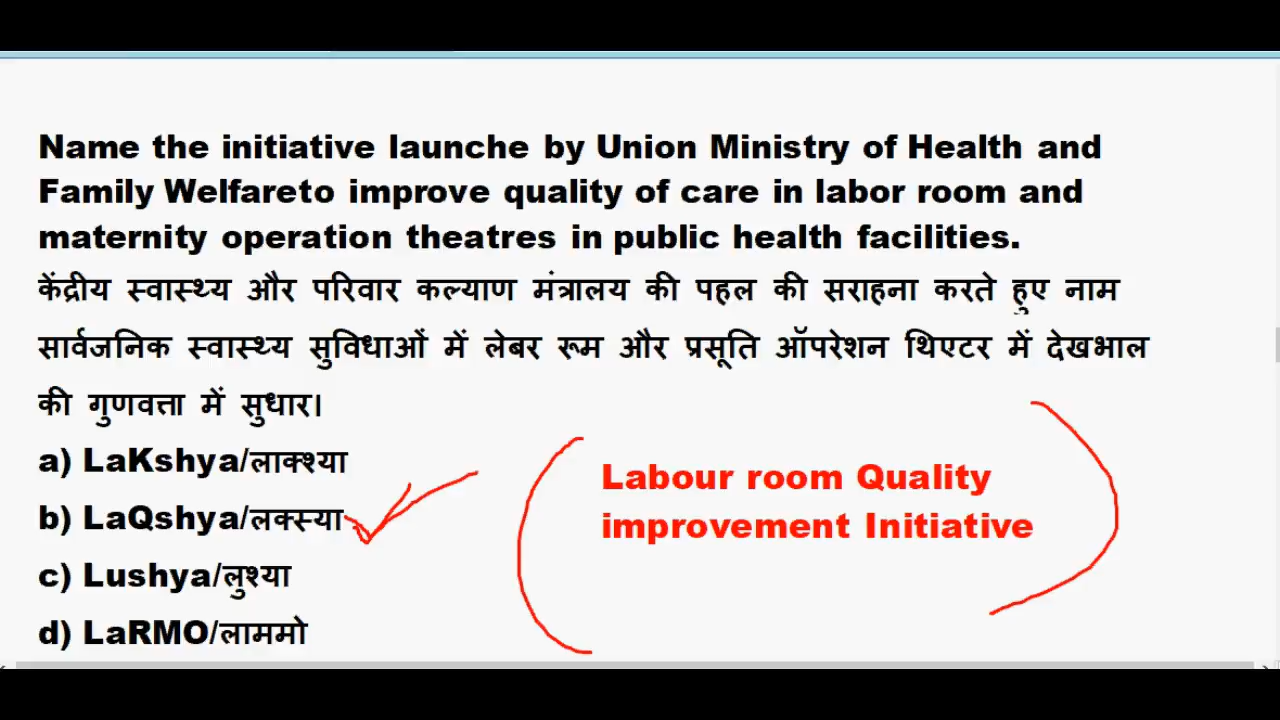 Name the initiative launche by Union Ministry of Health and
Family Welfareto improve quality of care in labor room and
maternity operation theatres in public health facilities.
केंद्रीय स्वास्थ्य और परिवार कल्याण मंत्रालय की पहल की सराहना करते हुए नाम
सार्वजनिक स्वास्थ्य सुविधाओं में लेबर रूम और प्रसूति ऑपरेशन थिएटर में देखभाल
की गुणवत्ता में सुधार।
a) LaKshya/लाक्श्या
b) LaQshya/लक्स्या
Labour room Quality
improvement Initiative
c) Lushya/लुश्या
d) LaRMO/लाममो